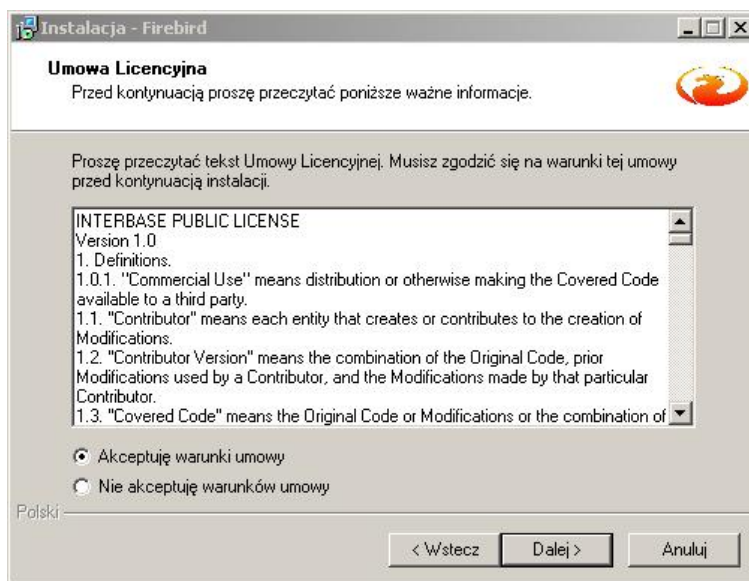 Instalacja - Firebird
Umowa Licencyjna
Przed kontynuacją proszę przeczytać poniższe ważne informacje.
Proszę przeczytać tekst Umowy Licencyjnej. Musisz zgodzić się na warunki tej umowy
przed kontynuacją instalacji.
INTERBASE PUBLIC LICENSE
Version 1.0
1. Definitions.
1.0.1. "Commercial Use" means distribution or otherwise making the Covered Code
available to a third party.
1.1. "Contributor" means each entity that creates or contributes to the creation of
Modifications.
1.2. "Contributor Version" means the combination of the Original Code, prior
Modifications used by a Contributor, and the Modifications made by that particular
Contributor.
1.3. "Covered Code" means the Original Code or Modifications or the combination of
Akceptuję warunki umowy
Nie akceptuję warunków umowy
Polski
< Wstecz
Dalej >
Anuluj